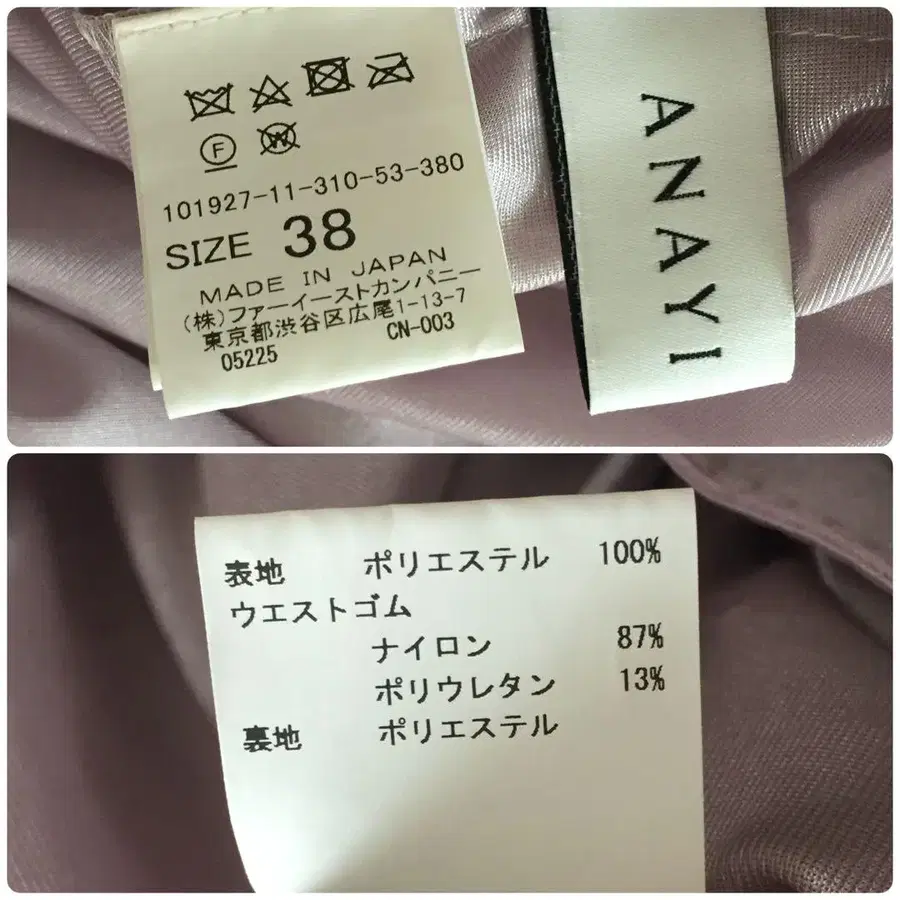 101927-11-310-53-380
SIZE 38
MADE IN JAPAN
(株)ファーイーストカンパニー
東京都渋谷区広尾1-13-7
05225 CN-003
ANAYI
表地 ポリエステル 100%
ウエストゴム
ナイロン 87%
ポリウレタン 13%
裏地 ポリエステル